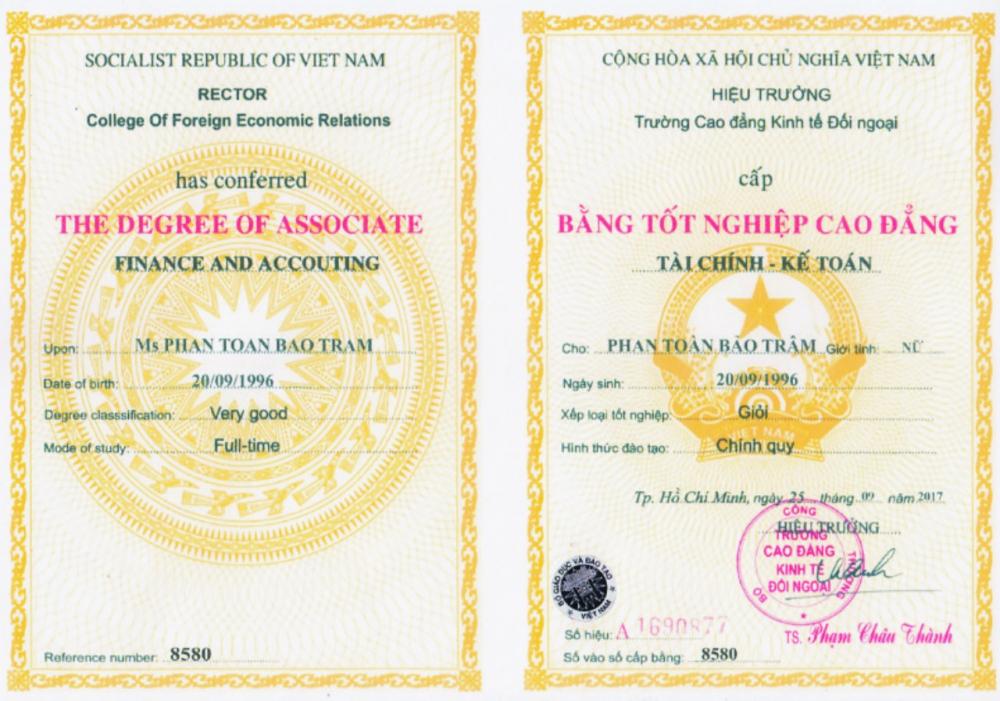 SOCIALIST REPUBLIC OF VIET NAM
RECTOR
College Of Foreign Economic Relations
has conferred
THE DEGREE OF ASSOCIATE
FINANCE AND ACCOUTING
Upon: Ms PHAN TOAN BAO TRAM
Date of birth: 20/09/1996
Degree classsification: Very good
Mode of study: Full-time
Reference number: 8580
CỘNG HÒA XÃ HỘI CHỦ NGHĨA VIỆT NAM
HIỆU TRƯỞNG
Trường Cao đẳng Kinh tế Đối ngoại
cấp
BẰNG TỐT NGHIỆP CAO ĐẲNG
TÀI CHÍNH - KẾ TOÁN
Cho: PHAN TOÀN BẢO TRÂM Giới tính: NỮ
Ngày sinh: 20/09/1996
Xếp loại tốt nghiệp: Giỏi
Hình thức đào tạo: Chính quy
VIET NAM
Tp. Hồ Chí Minh, ngày 25 tháng 09 năm 2017
HIỆU TRƯỞNG
BỘ CÔNG THƯƠNG
TRƯỜNG
CAO ĐẲNG
KINH TẾ
ĐỐI NGOẠI
BỘ GIÁO DỤC VÀ ĐÀO TẠO
VIỆT NAM
Số hiệu: A 1690877
TS. Phạm Châu Thành
Số vào sổ cấp bằng: 8580